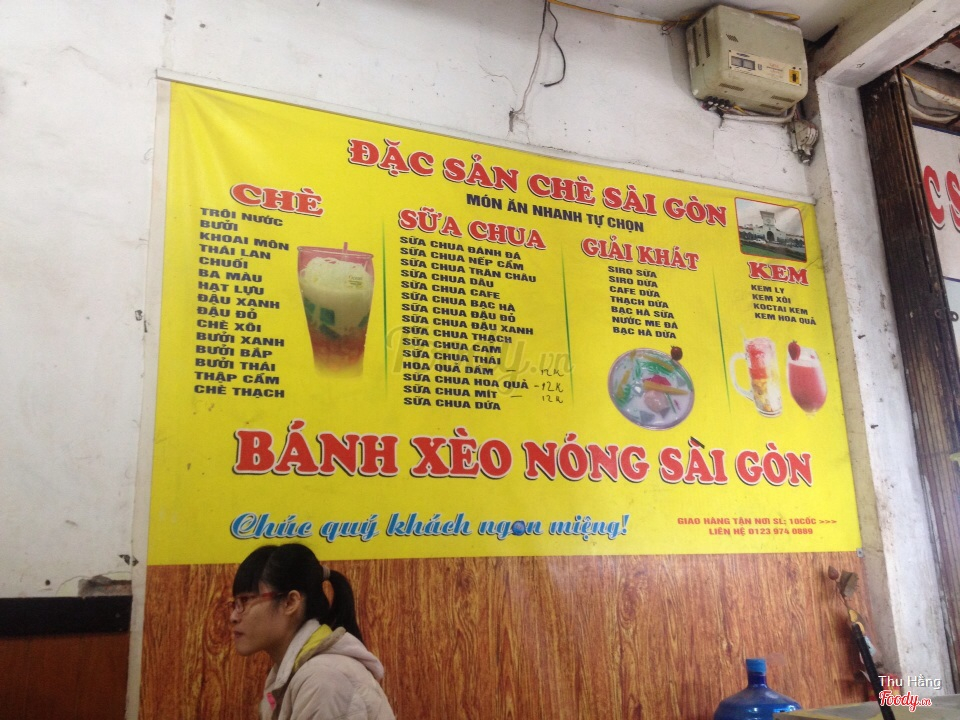 ĐẶC SẢN CHÈ SÀI GÒN
MÓN ĂN NHANH TỰ CHỌN
CHÈ
TRÔI NƯỚC
BƯỞI
KHOAI MÔN
THÁI LAN
CHUỐI
BA MÀU
HẠT LỰU
ĐẬU XANH
ĐẬU ĐỎ
CHÈ XÔI
BƯỞI XANH
BƯỞI BẮP
BƯỞI THÁI
THẬP CẨM
CHÈ THẠCH
SỮA CHUA
SỮA CHUA ĐÁNH ĐÁ
SỮA CHUA NẾP CẨM
SỮA CHUA TRÂN CHÂU
SỮA CHUA DÂU
SỮA CHUA CAFE
SỮA CHUA BẠC HÀ
SỮA CHUA ĐẬU ĐỎ
SỮA CHUA ĐẬU XANH
SỮA CHUA THẠCH
SỮA CHUA CAM
SỮA CHUA THÁI
HOA QUẢ DẦM - 12K
SỮA CHUA HOA QUẢ - 12K
SỮA CHUA MÍT - 12K
SỮA CHUA DỪA
GIẢI KHÁT
SIRO SỮA
SIRO DỪA
CAFE DỪA
THẠCH DỪA
BẠC HÀ SỮA
NƯỚC ME ĐÁ
BẠC HÀ DỪA
KEM
KEM LY
KEM XÔI
KOCTAI KEM
KEM HOA QUẢ
BÁNH XÈO NÓNG SÀI GÒN
Chúc quý khách ngon miệng!
GIAO HÀNG TẬN NƠI SL: 10CỐC >>>
LIÊN HỆ 0123 974 0889
CS
Foody.vn
Thu Hằng
Foody.vn